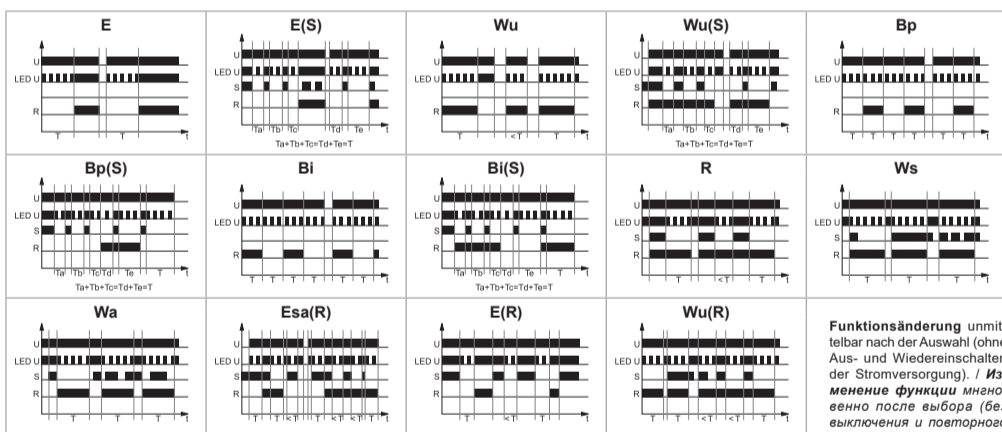 E
U
LED U
R
T T t
E(S)
U
LED U
S
R
Ta Tb Tc Td Te t
Ta+Tb+Tc=Td+Te=T
Wu
U
LED U
R
T <T T t
Wu(S)
U
LED U
S
R
Ta Tb Tc Td Te t
Ta+Tb+Tc=Td+Te=T
Bp
U
LED U
R
T T T T T T t
Bp(S)
U
LED U
S
R
Ta Tb Tc Td Te T t
Ta+Tb+Tc=Td+Te=T
Bi
U
LED U
R
T T T T T T t
Bi(S)
U
LED U
S
R
Ta Tb Tc Td Te T t
Ta+Tb+Tc=Td+Te=T
R
U
LED U
S
R
T <T T t
Ws
U
LED U
S
R
T T T t
Wa
U
LED U
S
R
T T T t
Esa(R)
U
LED U
S
R
T T <T T <T <T T t
E(R)
U
LED U
S
R
T T <T T t
Wu(R)
U
LED U
S
R
T T <T T t
Funktionsänderung unmit
telbar nach der Auswahl (ohne
Aus- und Wiedereinschalten
der Stromversorgung). / Из
менение функции мнгно
венно после выбора (без
выключения и повторног